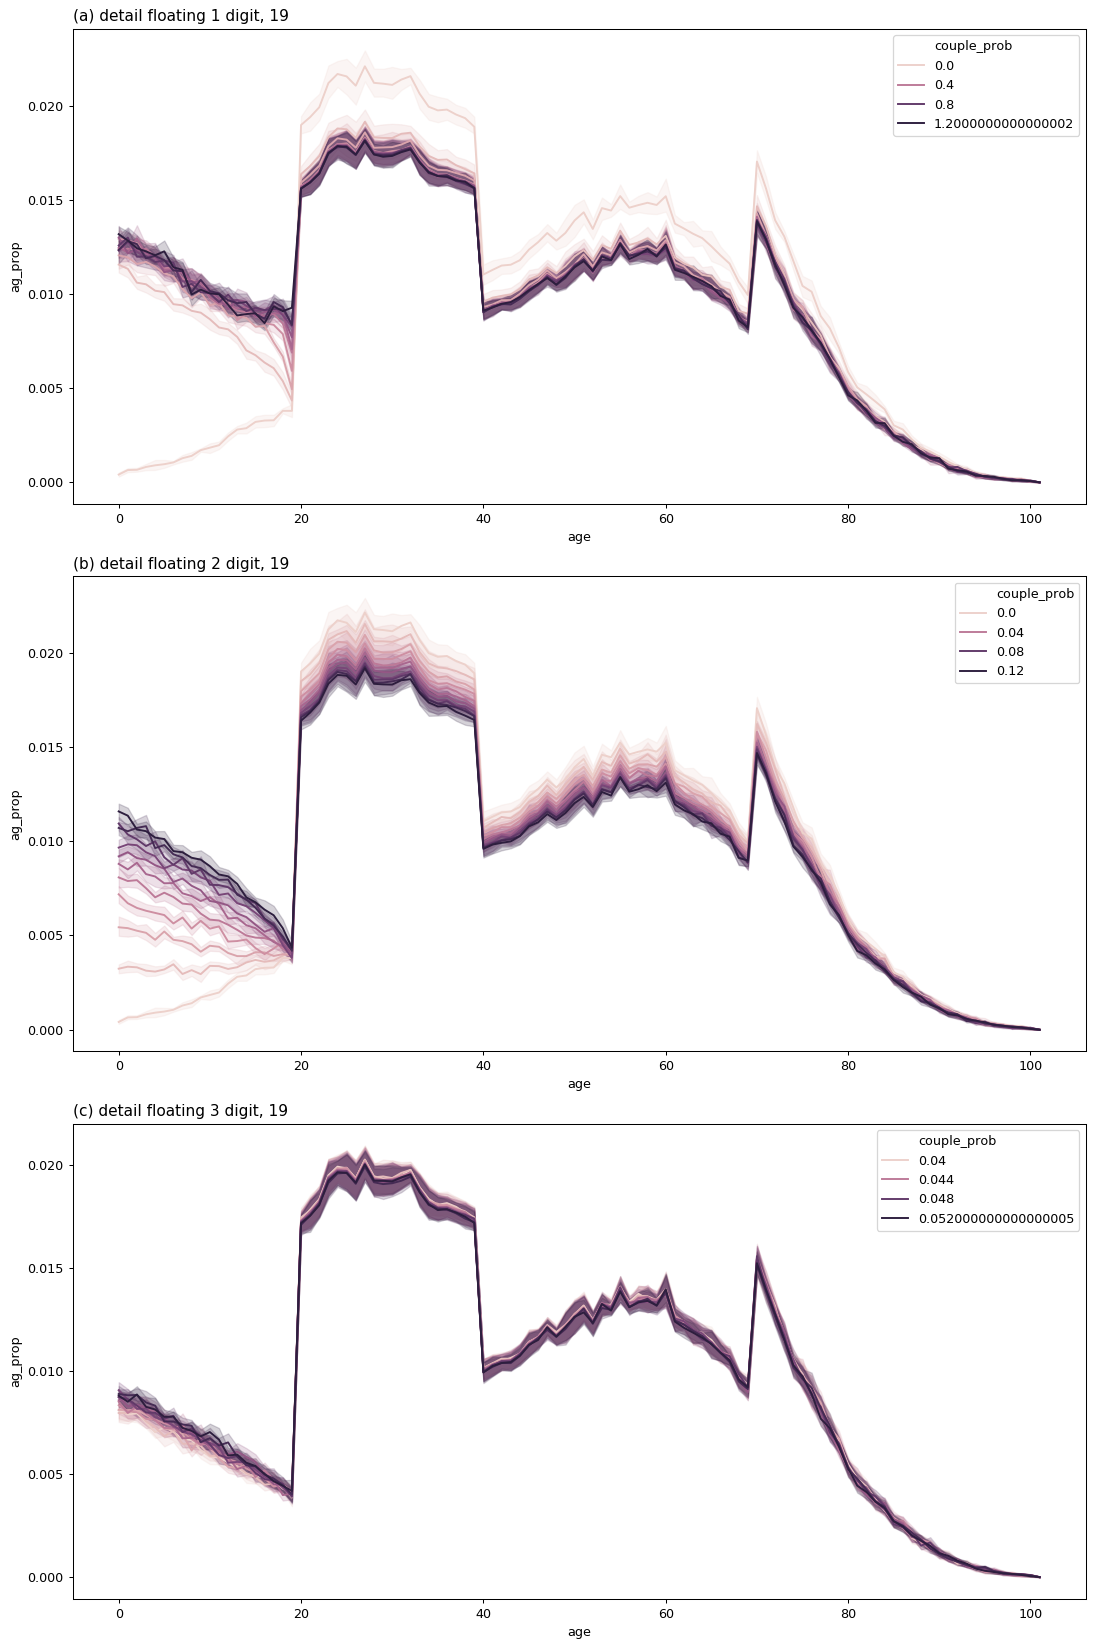 (a) detail floating 1 digit, 19
couple_prob
0.0
0.4
0.8
1.2000000000000002
0.020
0.015
0.010
0.005
0.000
ag_prop
0 20 40 60 80 100
age
(b) detail floating 2 digit, 19
couple_prob
0.0
0.04
0.08
0.12
0.020
0.015
0.010
0.005
0.000
ag_prop
0 20 40 60 80 100
age
(c) detail floating 3 digit, 19
couple_prob
0.04
0.044
0.048
0.052000000000000005
0.020
0.015
0.010
0.005
0.000
ag_prop
0 20 40 60 80 100
age